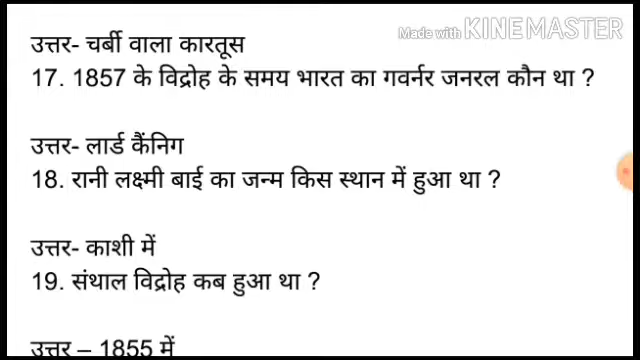 Made with KINEMASTER
उत्तर- चर्बी वाला कारतूस
17. 1857 के विद्रोह के समय भारत का गवर्नर जनरल कौन था ?
उत्तर- लार्ड कैंनिग
18. रानी लक्ष्मी बाई का जन्म किस स्थान में हुआ था ?
उत्तर- काशी में
19. संथाल विद्रोह कब हुआ था ?
उत्तर – 1855 में